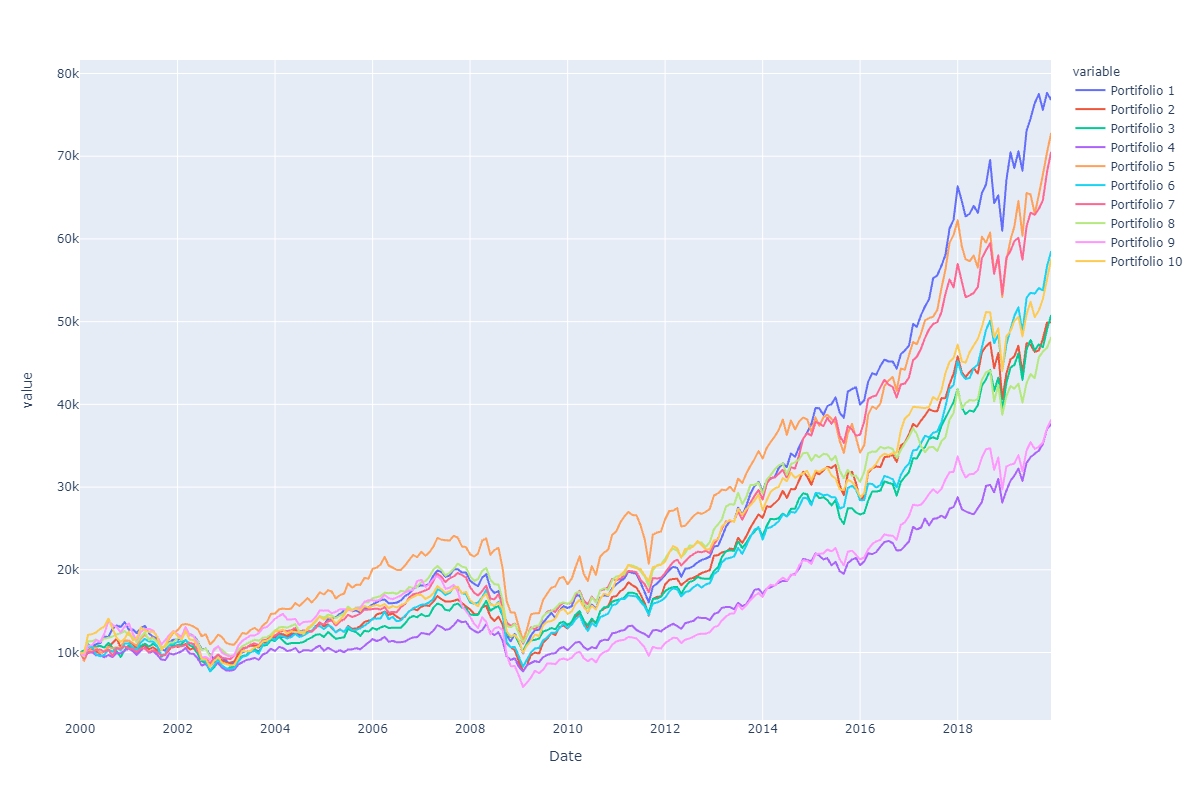 80k
70k
60k
50k
40k
30k
20k
10k
2000 2002 2004 2006 2008 2010 2012 2014 2016 2018
Date
value
variable
Portifolio 1
Portifolio 2
Portifolio 3
Portifolio 4
Portifolio 5
Portifolio 6
Portifolio 7
Portifolio 8
Portifolio 9
Portifolio 10